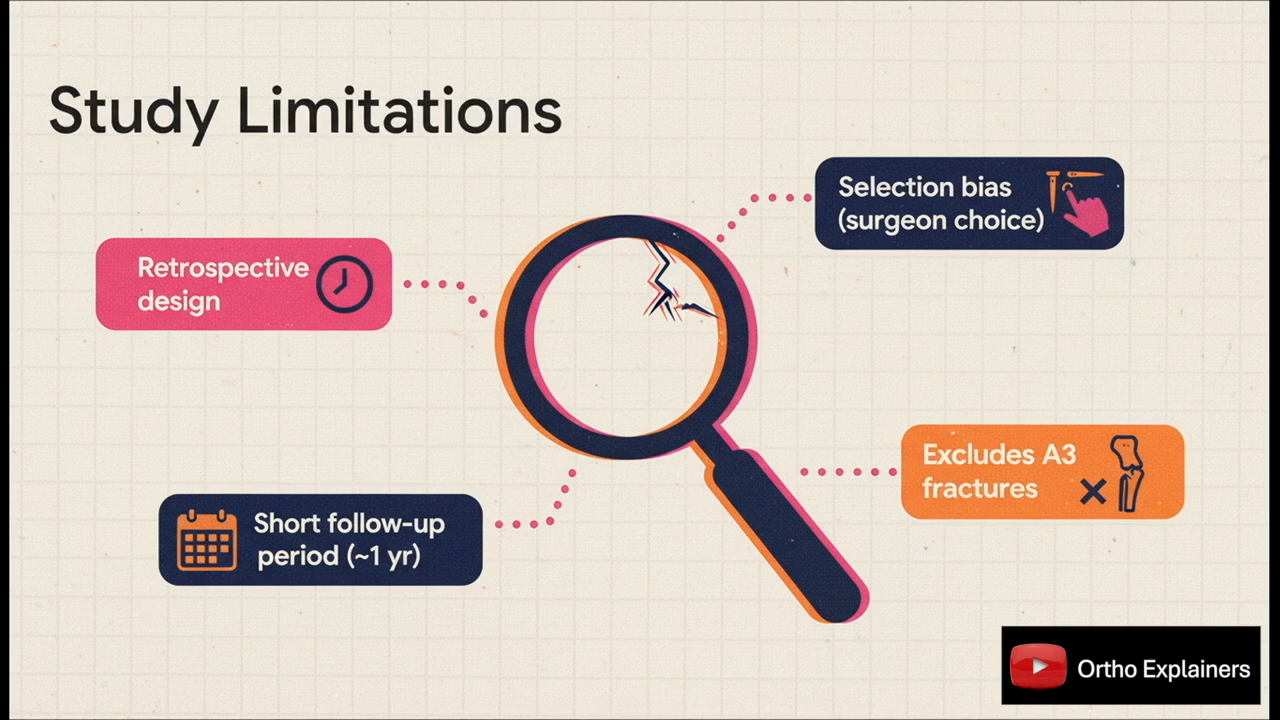 Study Limitations
Retrospective
design
Selection bias
(surgeon choice)
Short follow-up
period (~1 yr)
Excludes A3
fractures
Ortho Explainers